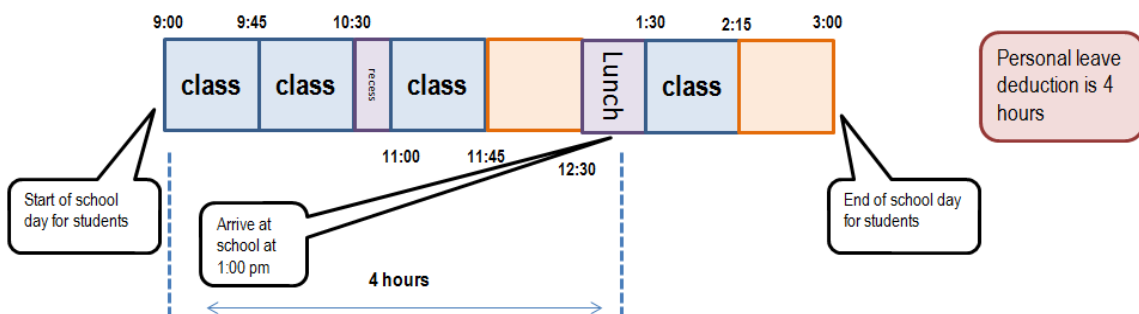 9:00 9:45 10:30 1:30 2:15 3:00
class class recess class Lunch class
Personal leave
deduction is 4
hours
11:00 11:45 12:30
Start of school
day for students
Arrive at
school at
1:00 pm
End of school day
for students
4 hours